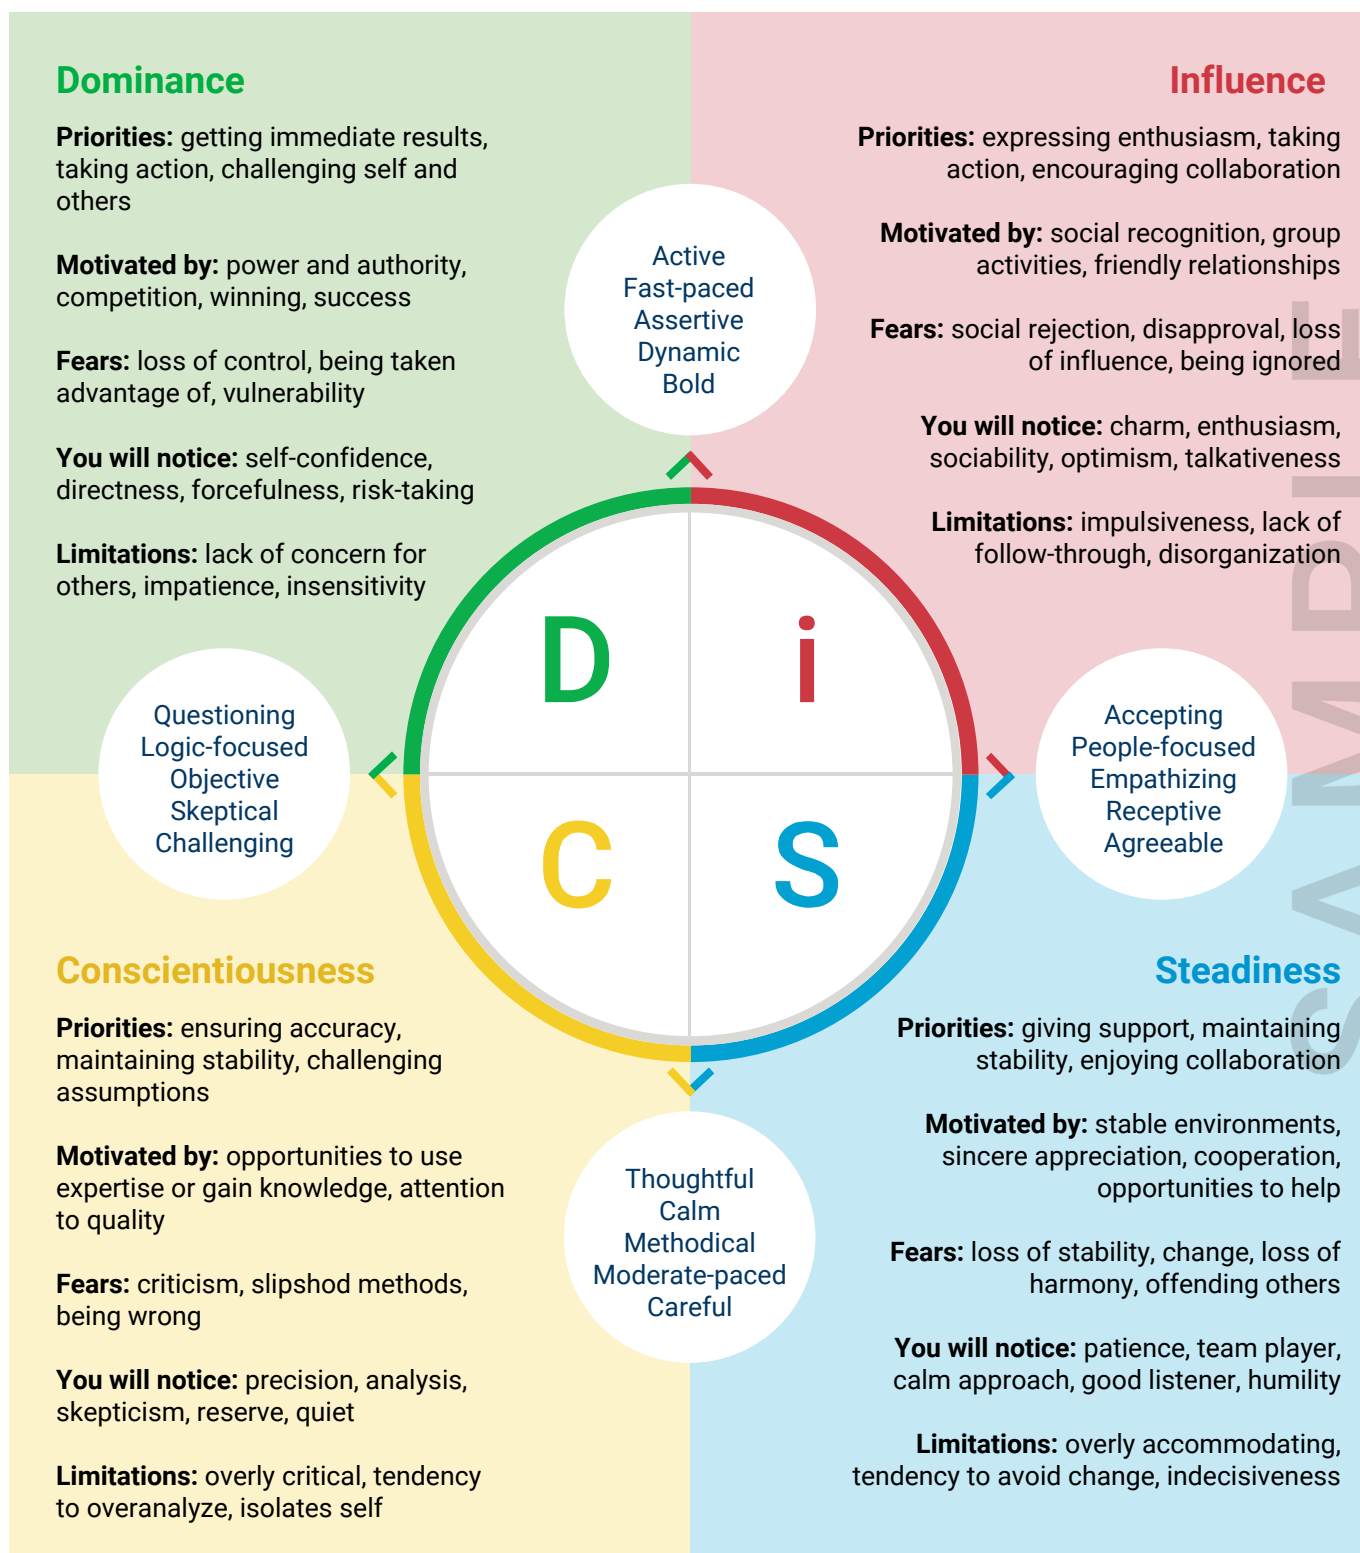 Dominance
Priorities: getting immediate results,
taking action, challenging self and
others
Motivated by: power and authority,
competition, winning, success
Fears: loss of control, being taken
advantage of, vulnerability
You will notice: self-confidence,
directness, forcefulness, risk-taking
Limitations: lack of concern for
others, impatience, insensitivity
Influence
Priorities: expressing enthusiasm, taking
action, encouraging collaboration
Motivated by: social recognition, group
activities, friendly relationships
Fears: social rejection, disapproval, loss
of influence, being ignored
You will notice: charm, enthusiasm,
sociability, optimism, talkativeness
Limitations: impulsiveness, lack of
follow-through, disorganization
Active
Fast-paced
Assertive
Dynamic
Bold
Questioning
Logic-focused
Objective
Skeptical
Challenging
D
i
C
S
Accepting
People-focused
Empathizing
Receptive
Agreeable
Conscientiousness
Priorities: ensuring accuracy,
maintaining stability, challenging
assumptions
Motivated by: opportunities to use
expertise or gain knowledge, attention
to quality
Fears: criticism, slipshod methods,
being wrong
You will notice: precision, analysis,
skepticism, reserve, quiet
Limitations: overly critical, tendency
to overanalyze, isolates self
Thoughtful
Calm
Methodical
Moderate-paced
Careful
Steadiness
Priorities: giving support, maintaining
stability, enjoying collaboration
Motivated by: stable environments,
sincere appreciation, cooperation,
opportunities to help
Fears: loss of stability, change, loss of
harmony, offending others
You will notice: patience, team player,
calm approach, good listener, humility
Limitations: overly accommodating,
tendency to avoid change, indecisiveness
SAMPLE